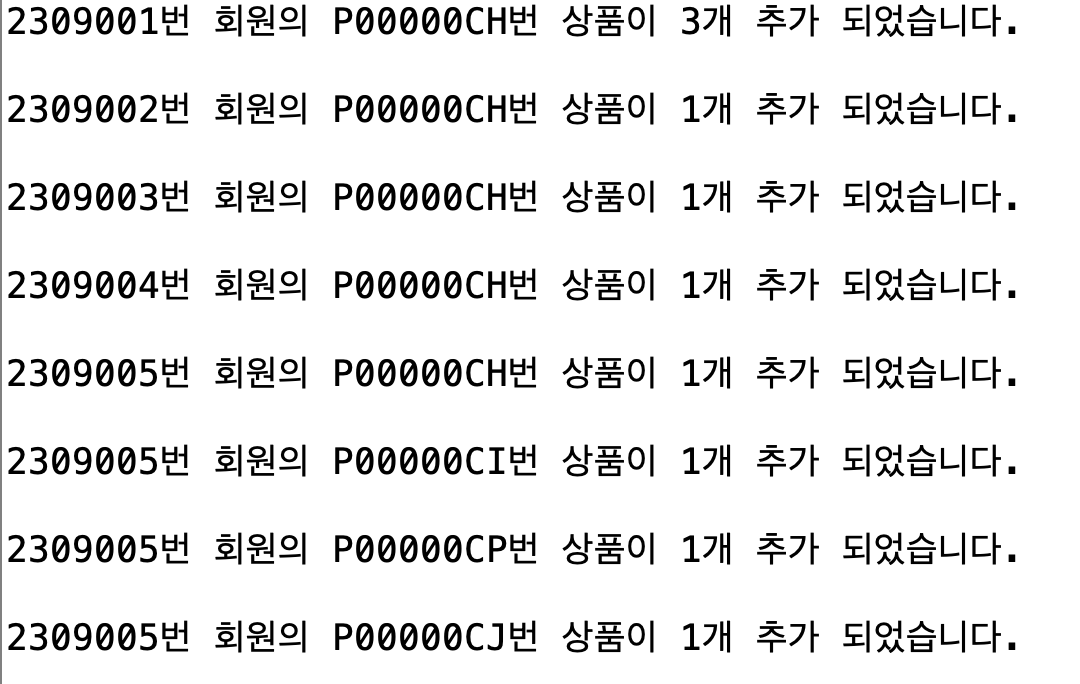 2309001번 회원의 P00000CH번 상품이 3개 추가 되었습니다.
2309002번 회원의 P00000CH번 상품이 1개 추가 되었습니다.
2309003번 회원의 P00000CH번 상품이 1개 추가 되었습니다.
2309004번 회원의 P00000CH번 상품이 1개 추가 되었습니다.
2309005번 회원의 P00000CH번 상품이 1개 추가 되었습니다.
2309005번 회원의 P00000CI번 상품이 1개 추가 되었습니다.
2309005번 회원의 P00000CP번 상품이 1개 추가 되었습니다.
2309005번 회원의 P00000CJ번 상품이 1개 추가 되었습니다.